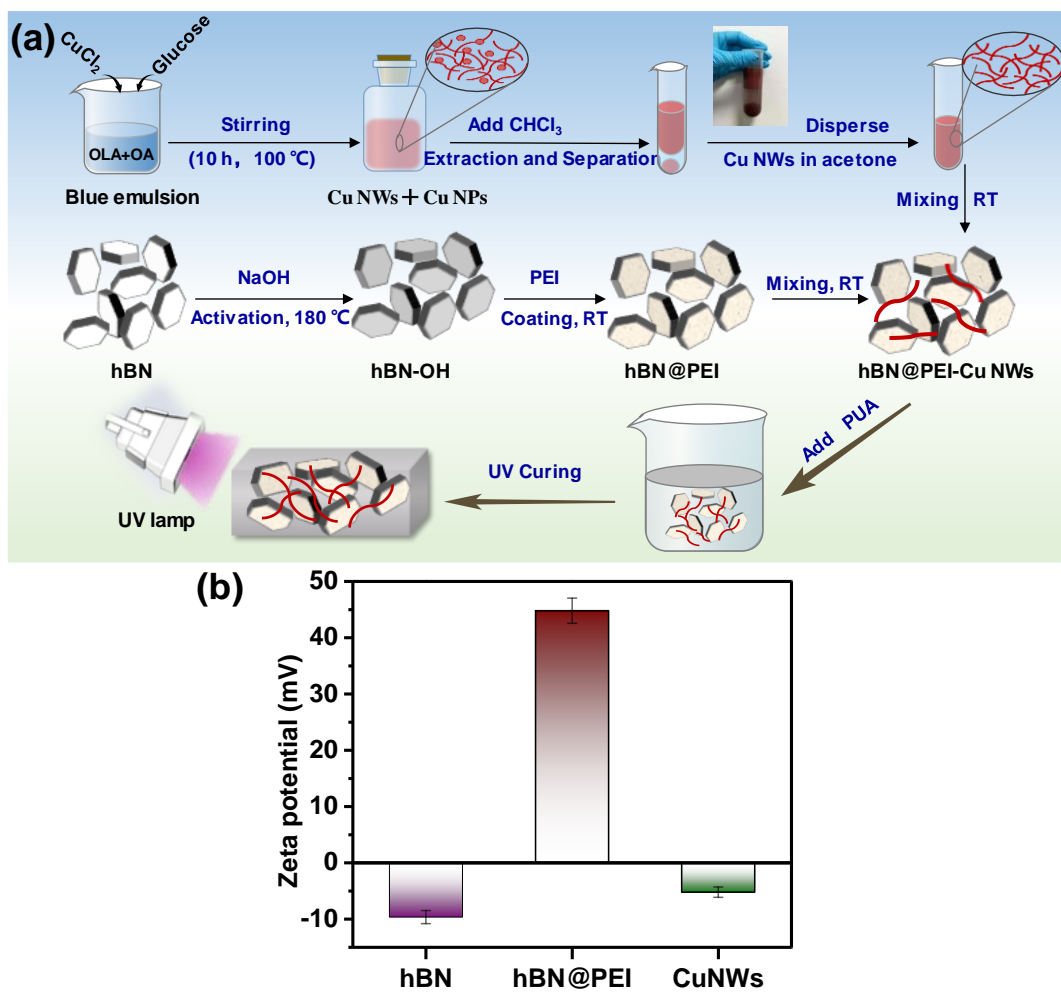 (a)
CuCl₂
Glucose
OLA+OA
Blue emulsion
Stirring
(10 h, 100 ℃)
Cu NWs + Cu NPs
Add CHCl₃
Extraction and Separation
Disperse
Cu NWs in acetone
Mixing RT
hBN
NaOH
Activation, 180 ℃
hBN-OH
PEI
Coating, RT
hBN@PEI
Mixing, RT
hBN@PEI-Cu NWs
Add PUA
UV Curing
UV lamp
(b)
Zeta potential (mV)
50
40
30
20
10
0
-10
hBN
hBN@PEI
CuNWs